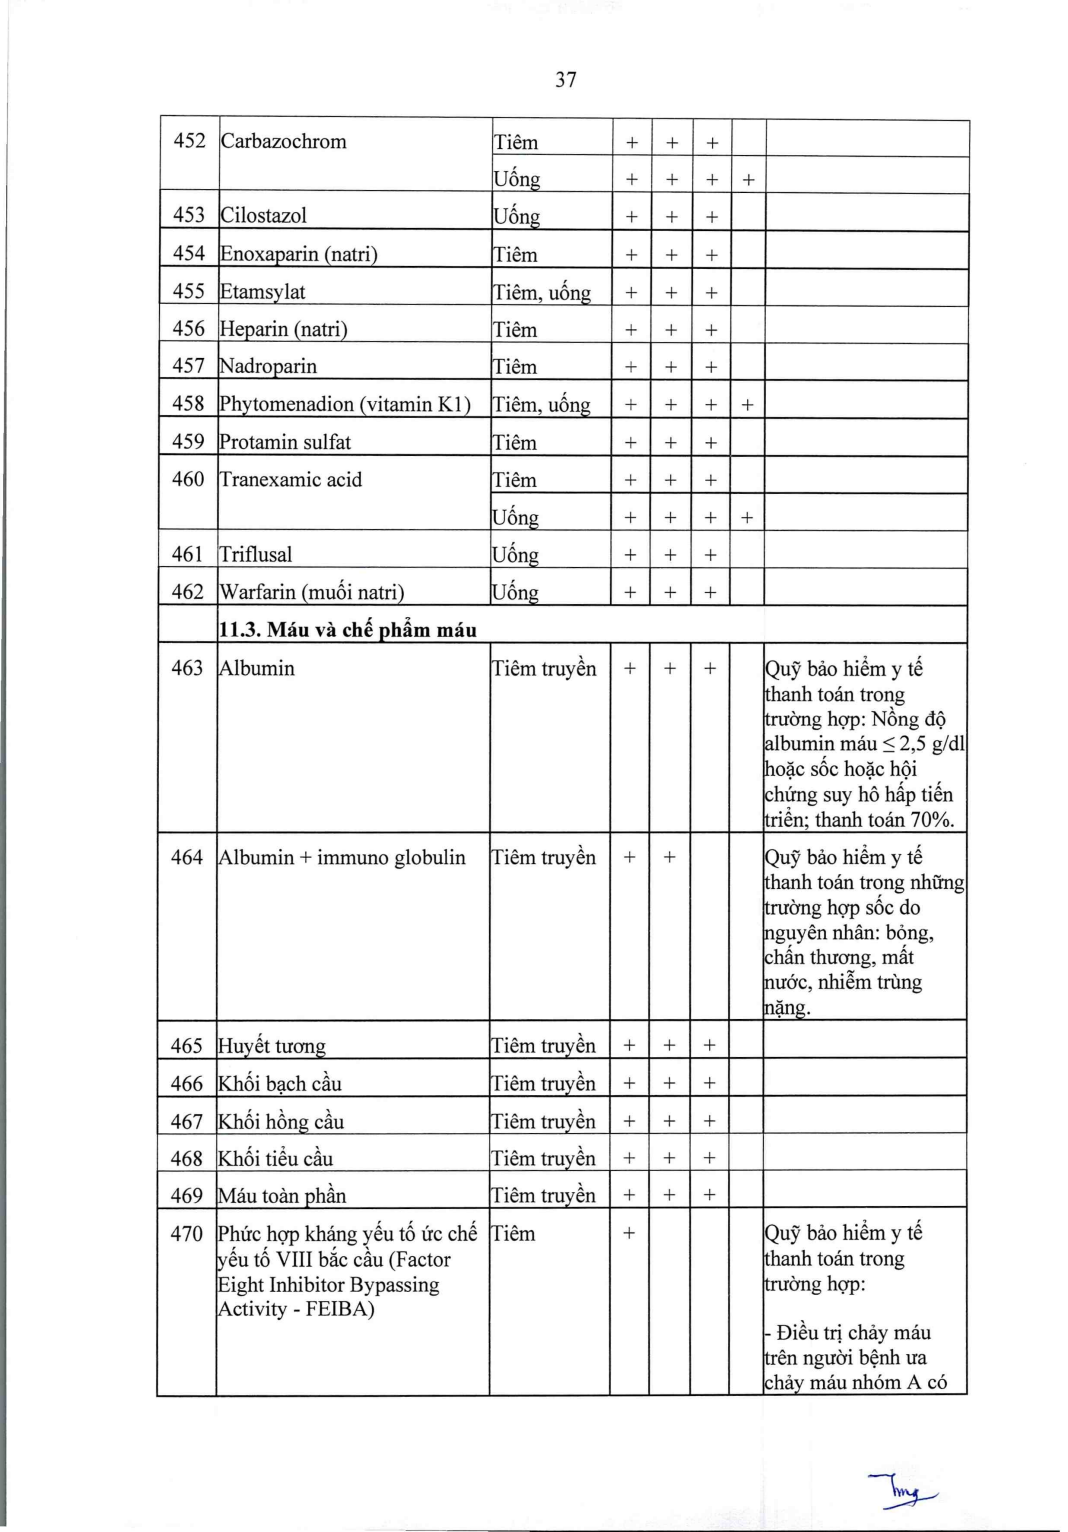 37
452 Carbazochrom Tiêm + + +
Uống + + + +
453 Cilostazol Uống + + +
454 Enoxaparin (natri) Tiêm + + +
455 Etamsylat Tiêm, uống + + +
456 Heparin (natri) Tiêm + + +
457 Nadroparin Tiêm + + +
458 Phytomenadion (vitamin K1) Tiêm, uống + + + +
459 Protamin sulfat Tiêm + + +
460 Tranexamic acid Tiêm + + +
Uống + + + +
461 Triflusal Uống + + +
462 Warfarin (muối natri) Uống + + +
11.3. Máu và chế phẩm máu
463 Albumin Tiêm truyền + + + Quỹ bảo hiểm y tế
thanh toán trong
trường hợp: Nồng độ
albumin máu ≤ 2,5 g/dl
hoặc sốc hoặc hội
chứng suy hô hấp tiến
triển; thanh toán 70%.
464 Albumin + immuno globulin Tiêm truyền + + Quỹ bảo hiểm y tế
thanh toán trong những
trường hợp sốc do
nguyên nhân: bỏng,
chấn thương, mất
nước, nhiễm trùng
nặng.
465 Huyết tương Tiêm truyền + + +
466 Khối bạch cầu Tiêm truyền + + +
467 Khối hồng cầu Tiêm truyền + + +
468 Khối tiểu cầu Tiêm truyền + + +
469 Máu toàn phần Tiêm truyền + + +
470 Phức hợp kháng yếu tố ức chế Tiêm + Quỹ bảo hiểm y tế
yếu tố VIII bắc cầu (Factor thanh toán trong
Eight Inhibitor Bypassing trường hợp:
Activity - FEIBA)
- Điều trị chảy máu
trên người bệnh ưa
chảy máu nhóm A có